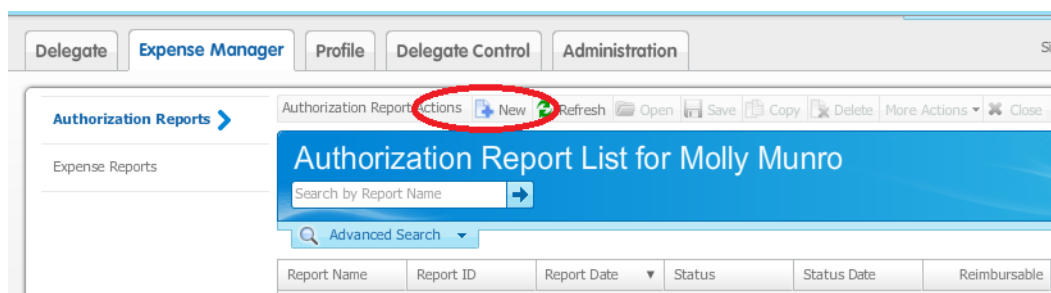 Delegate Expense Manager Profile Delegate Control Administration
Authorization Reports
Expense Reports
Authorization Report Actions New Refresh Open Save Copy Delete More Actions Close
Authorization Report List for Molly Munro
Search by Report Name
Advanced Search
Report Name Report ID Report Date Status Status Date Reimbursable